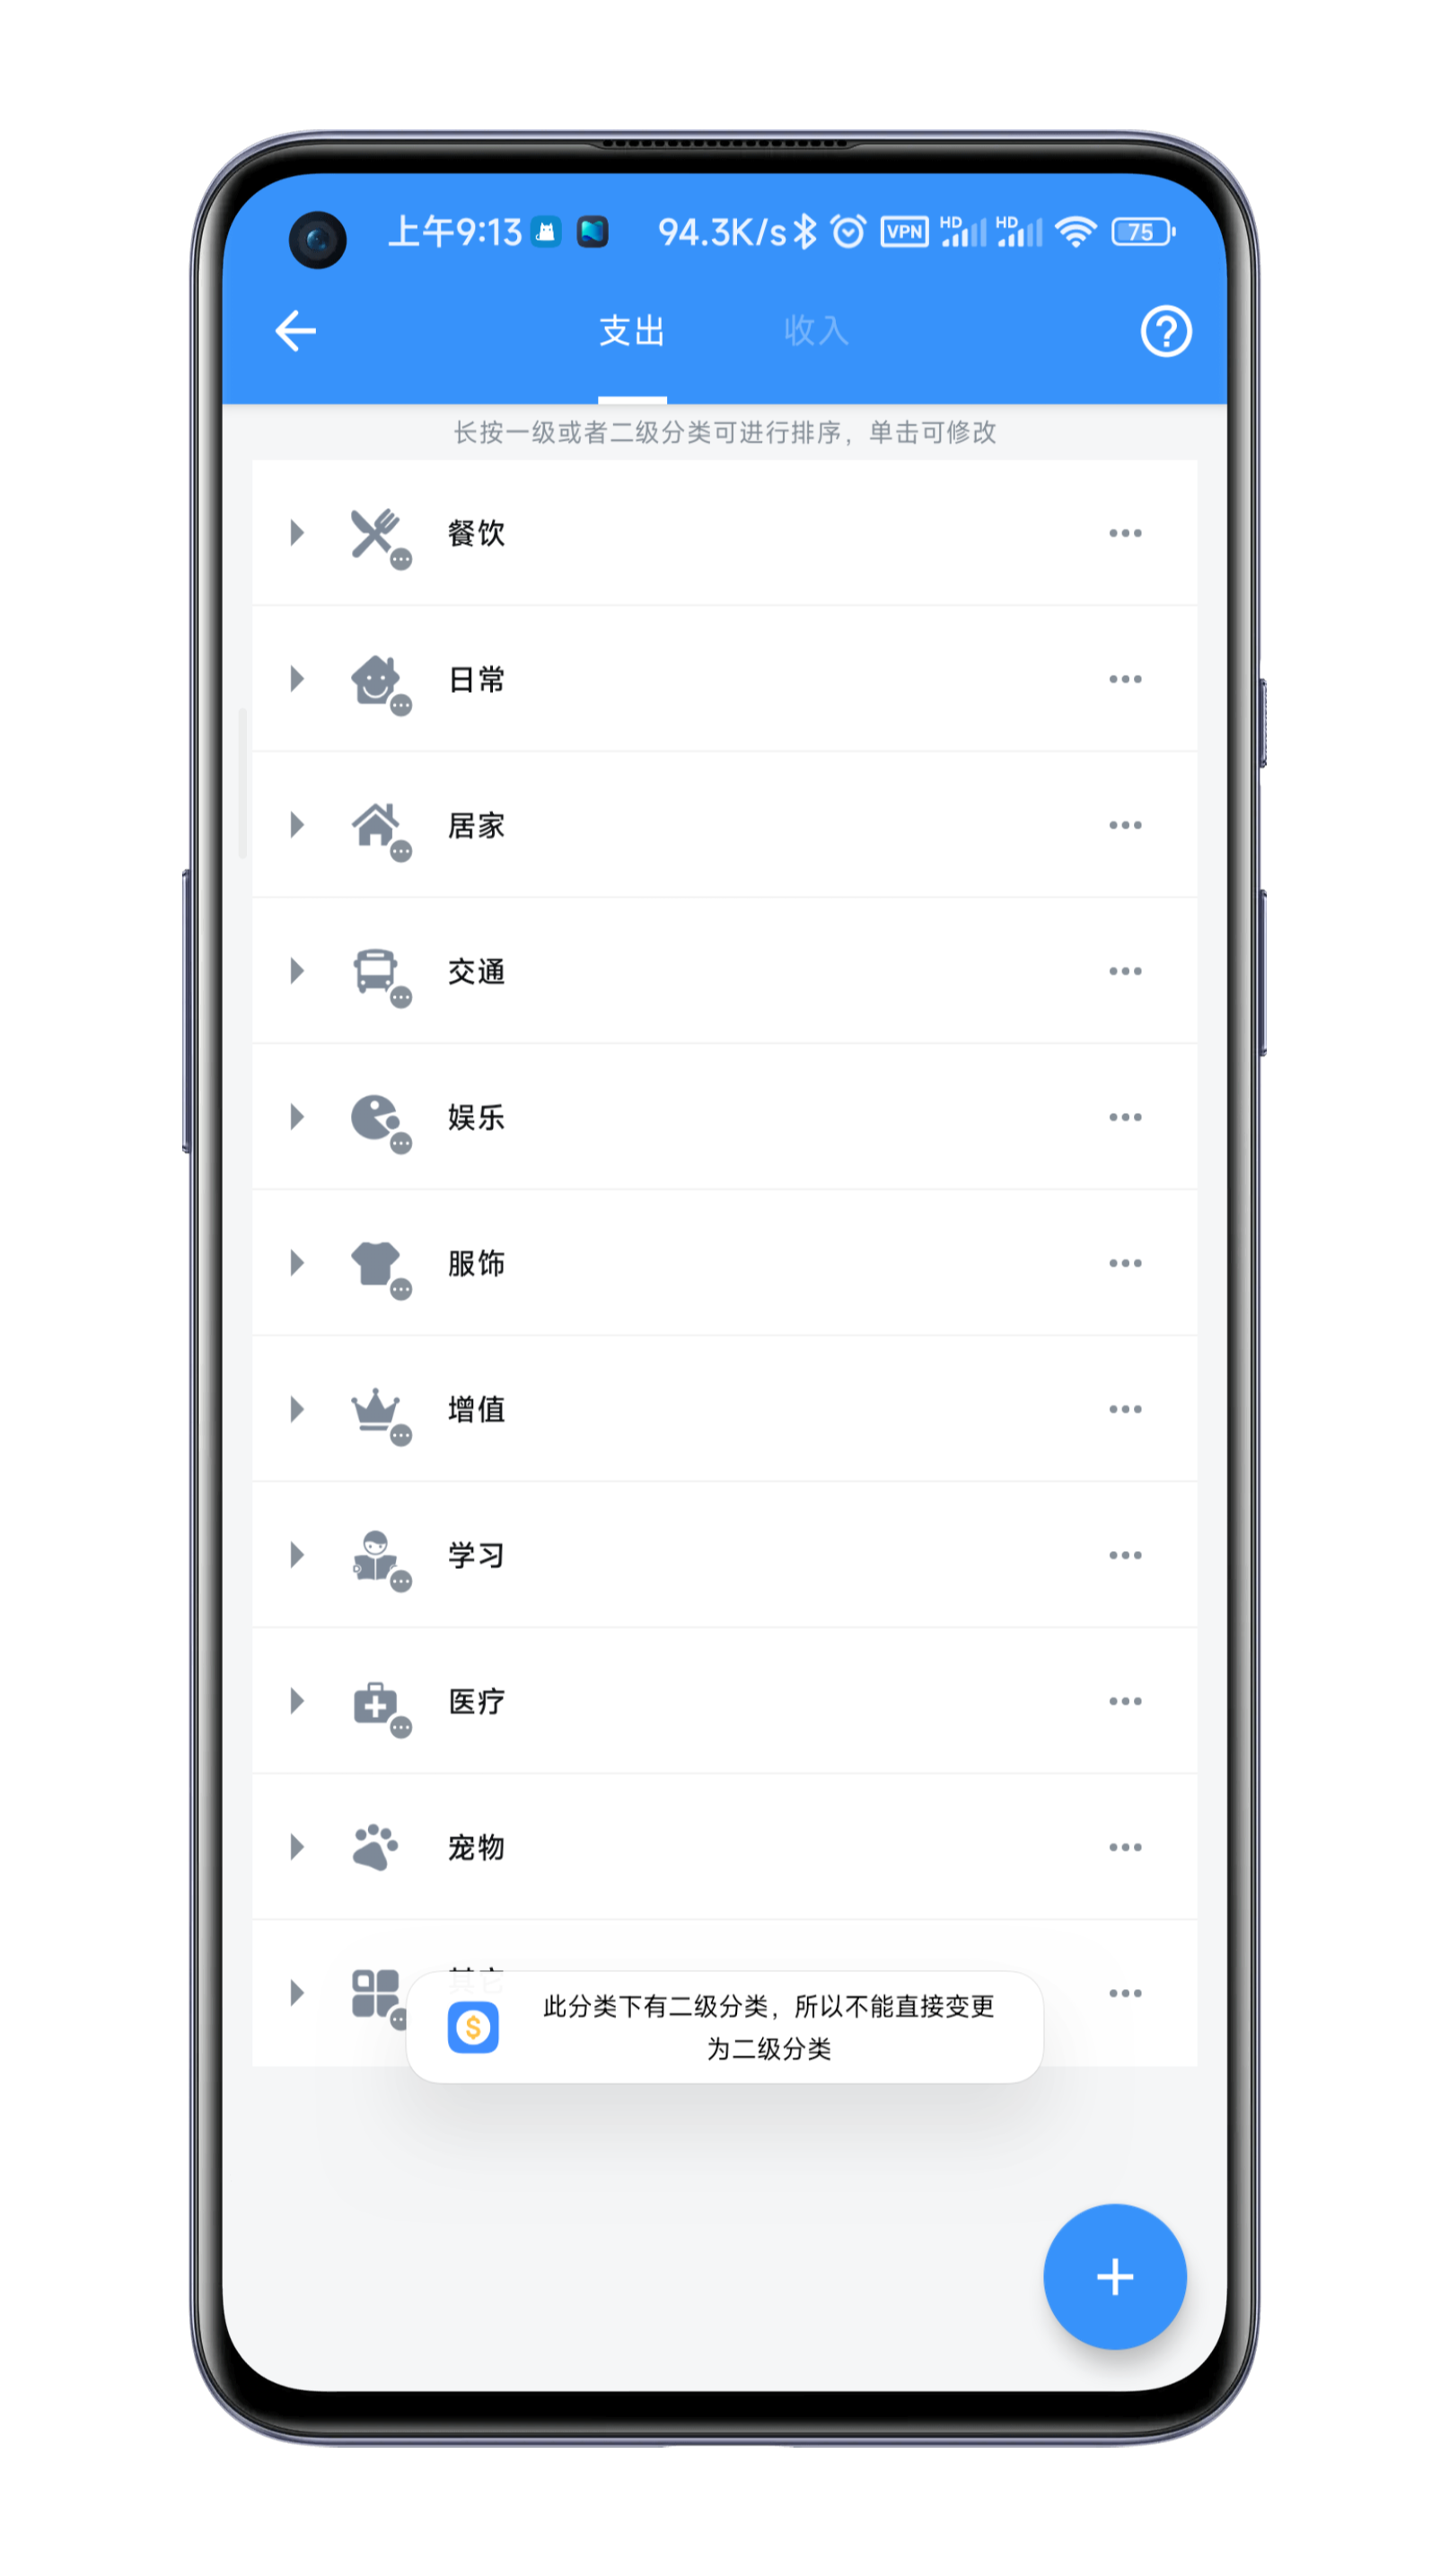 上午9:13
94.3K/s
VPN
HD
HD
75
支出
收入
长按一级或者二级分类可进行排序，单击可修改
餐饮
日常
居家
交通
娱乐
服饰
增值
学习
医疗
宠物
其它
此分类下有二级分类，所以不能直接变更
为二级分类